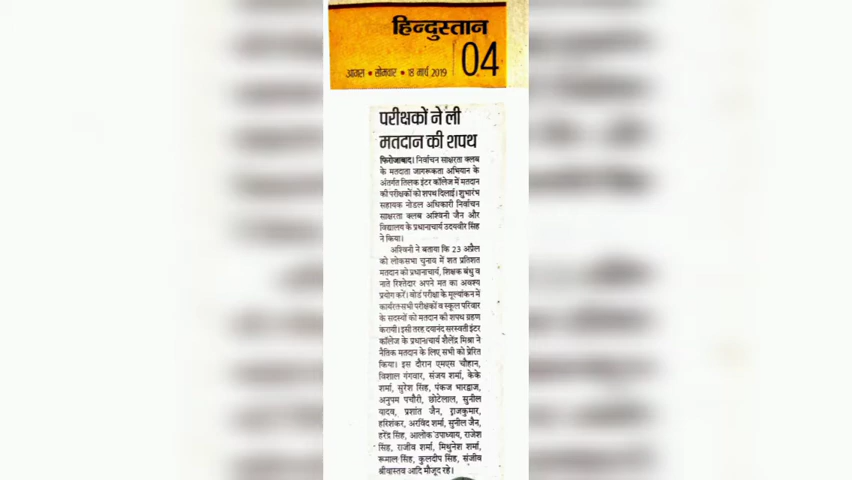 हिन्दुस्तान
04
आगरा • सोमवार • 18 मार्च 2019
परीक्षकों ने ली
मतदान की शपथ
फिरोजाबाद। निर्वाचन साक्षरता क्लब
के मतदाता जागरूकता अभियान के
अंतर्गत तिलक इंटर कॉलेज में मतदान
की परीक्षकों को शपथ दिलाई। शुभारंभ
सहायक नोडल अधिकारी निर्वाचन
साक्षरता क्लब अश्विनी जैन और
विद्यालय के प्रधानाचार्य उदयवीर सिंह
ने किया।
अश्विनी ने बताया कि 23 अप्रैल
को लोकसभा चुनाव में शत प्रतिशत
मतदान को प्रधानाचार्य, शिक्षक बंधु व
नाते रिश्तेदार अपने मत का अवश्य
प्रयोग करें। बोर्ड परीक्षा के मूल्यांकन में
कार्यरत सभी परीक्षकों व स्कूल परिवार
के सदस्यों को मतदान की शपथ ग्रहण
करायी। इसी तरह दयानंद सरस्वती इंटर
कॉलेज के प्रधानाचार्य शैलेंद्र मिश्रा ने
नैतिक मतदान के लिए सभी को प्रेरित
किया। इस दौरान एमएस चौहान,
विशाल गंगवार, संजय शर्मा, केके
शर्मा, सुरेश सिंह, पंकज भारद्वाज,
अनुपम पचौरी, छोटेलाल, सुनील
यादव, प्रशांत जैन, राजकुमार,
हरिशंकर, अरविंद शर्मा, सुनील जैन,
हरेंद्र सिंह, आलोक उपाध्याय, राजेश
सिंह, राजीव शर्मा, मिथुनेश शर्मा,
रूमाल सिंह, कुलदीप सिंह, संजीव
श्रीवास्तव आदि मौजूद रहे।